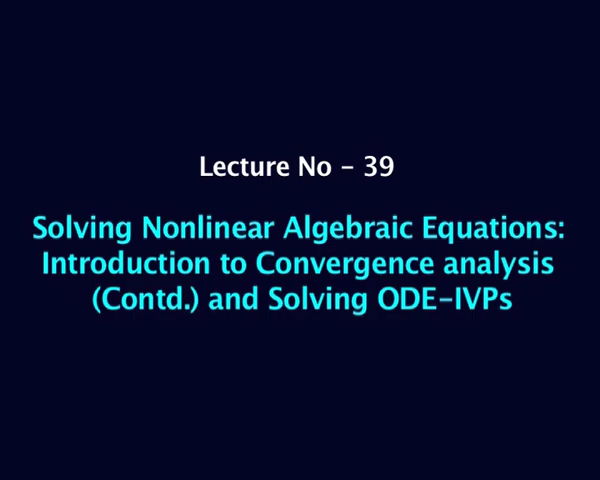 Lecture No - 39
Solving Nonlinear Algebraic Equations:
Introduction to Convergence analysis
(Contd.) and Solving ODE-IVPs